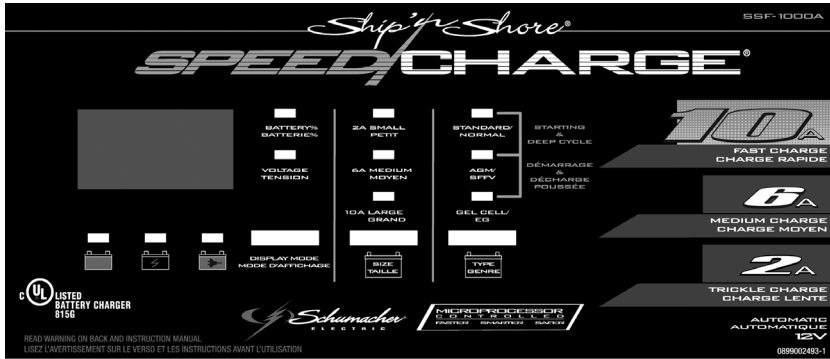 Ship'n Shore®
SSF-1000A
SPEED CHARGE®
BATTERY%
BATTERIE%
2A SMALL
PETIT
STANDARD/
NORMAL
STARTING
&
DEEP CYCLE
10A
FAST CHARGE
CHARGE RAPIDE
VOLTAGE
TENSION
6A MEDIUM
MOYEN
AGM/
SFFV
DÉMARRAGE
&
DÉCHARGE
POUSSÉE
6A
MEDIUM CHARGE
CHARGE MOYEN
10A LARGE
GRAND
GEL CELL/
EG
DISPLAY MODE
MODE D'AFFICHAGE
SIZE
TAILLE
TYPE
GENRE
2A
TRICKLE CHARGE
CHARGE LENTE
C UL LISTED
BATTERY CHARGER
815G
Schumacher®
ELECTRIC
MICROPROCESSOR
CONTROLLED
FASTER SMARTER SAFER
AUTOMATIC
AUTOMATIQUE
12V
READ WARNING ON BACK AND INSTRUCTION MANUAL
LISEZ L'AVERTISSEMENT SUR LE VERSO ET LES INSTRUCTIONS AVANT L'UTILISATION
0899002493-1